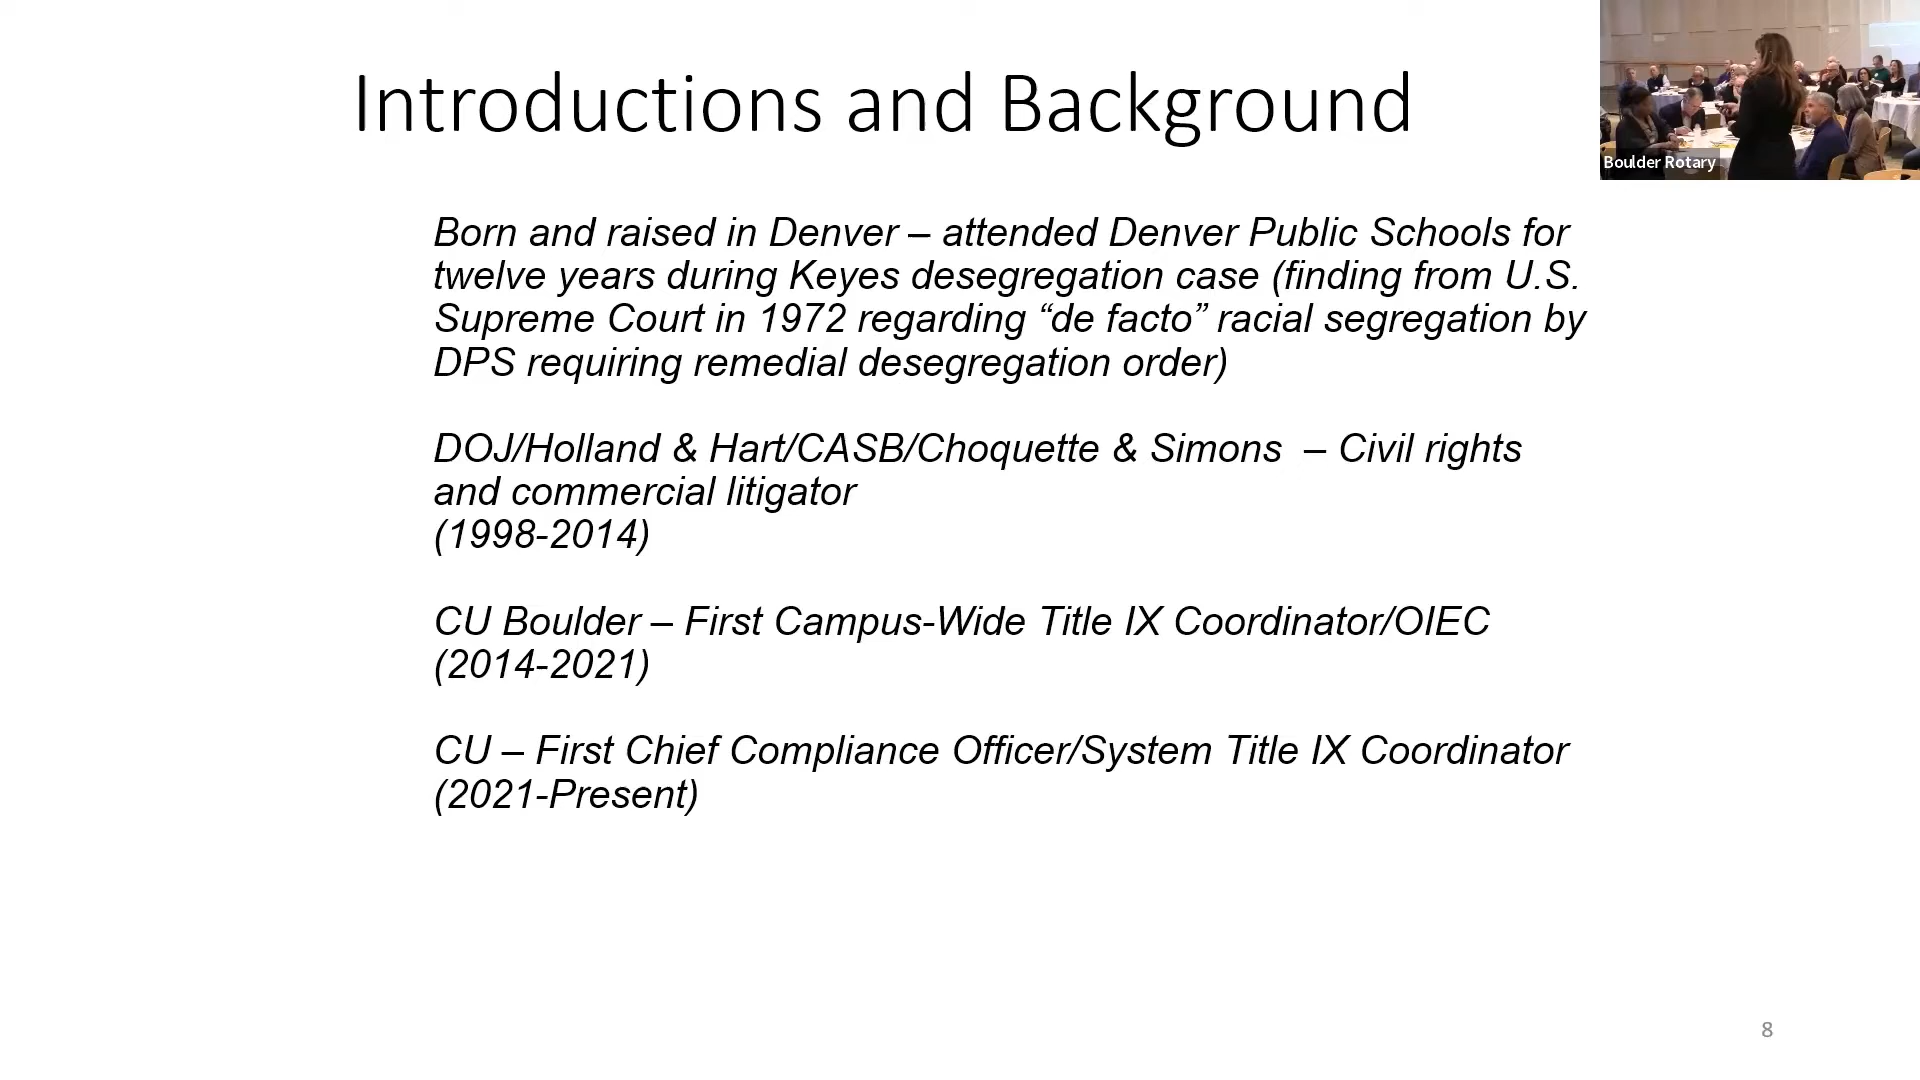 Introductions and Background
Boulder Rotary
Born and raised in Denver – attended Denver Public Schools for
twelve years during Keyes desegregation case (finding from U.S.
Supreme Court in 1972 regarding “de facto” racial segregation by
DPS requiring remedial desegregation order)
DOJ/Holland & Hart/CASB/Choquette & Simons  – Civil rights
and commercial litigator
(1998-2014)
CU Boulder – First Campus-Wide Title IX Coordinator/OIEC
(2014-2021)
CU – First Chief Compliance Officer/System Title IX Coordinator
(2021-Present)
8